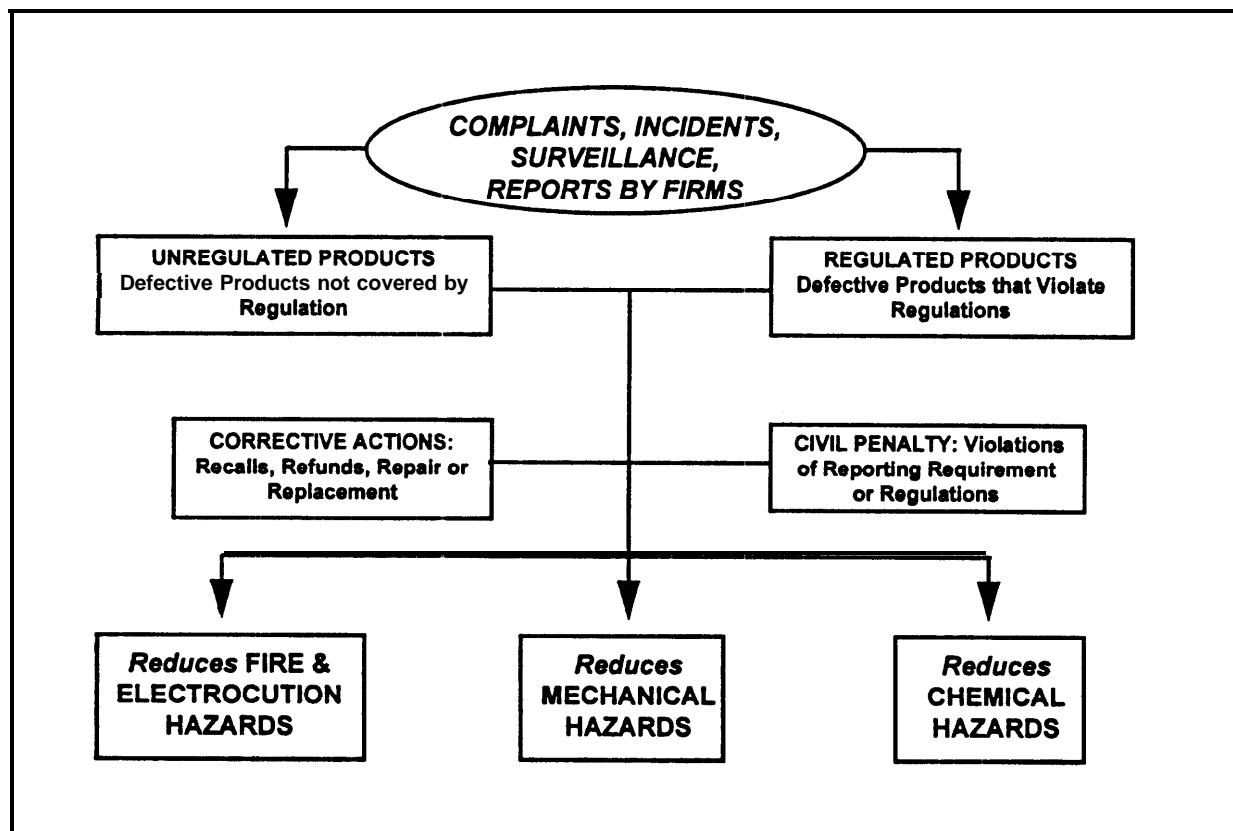 COMPLAINTS, INCIDENTS,
SURVEILLANCE,
REPORTS BY FIRMS
UNREGULATED PRODUCTS
Defective Products not covered by
Regulation
REGULATED PRODUCTS
Defective Products that Violate
Regulations
CORRECTIVE ACTIONS:
Recalls, Refunds, Repair or
Replacement
CIVIL PENALTY: Violations
of Reporting Requirement
or Regulations
Reduces FIRE &
ELECTROCUTION
HAZARDS
Reduces
MECHANICAL
HAZARDS
Reduces
CHEMICAL
HAZARDS